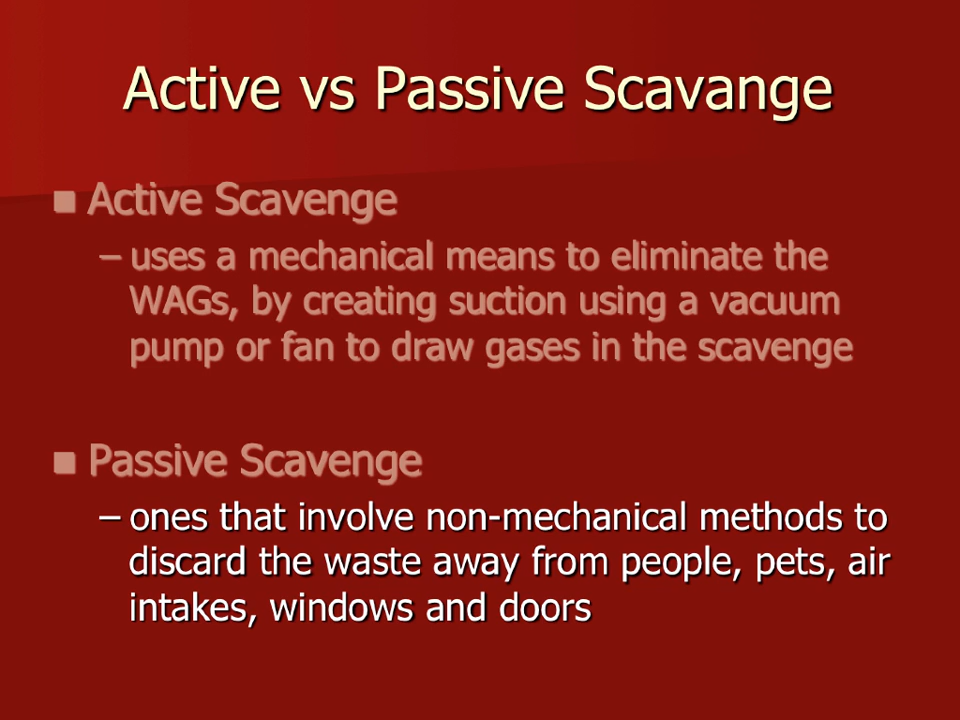 Active vs Passive Scavange
■ Active Scavenge
– uses a mechanical means to eliminate the
WAGs, by creating suction using a vacuum
pump or fan to draw gases in the scavenge
■ Passive Scavenge
– ones that involve non-mechanical methods to
discard the waste away from people, pets, air
intakes, windows and doors